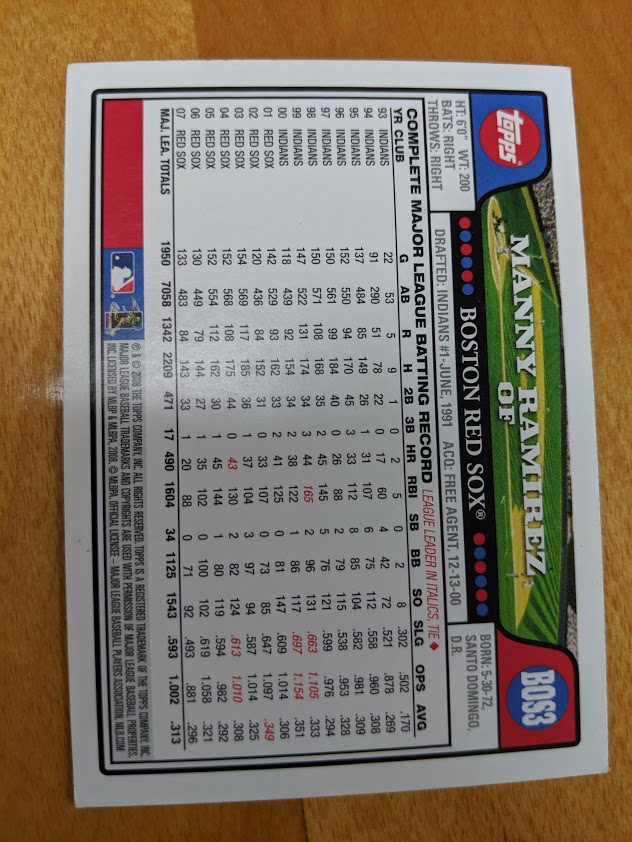 topps
MANNY RAMIREZ
OF
BOSTON RED SOX®
BOS3
HT: 6'0" WT: 200
BATS: RIGHT
THROWS: RIGHT
DRAFTED: INDIANS #1-JUNE, 1991 ACQ: FREE AGENT, 12-13-00
BORN: 5-30-72,
SANTO DOMINGO,
D.R.
COMPLETE MAJOR LEAGUE BATTING RECORD LEAGUE LEADER IN ITALICS, TIE ♦
YR CLUB G AB R H 2B 3B HR RBI SB BB SO SLG OPS AVG
93 INDIANS 22 53 5 9 1 0 2 5 0 2 8 .302 .502 .170
94 INDIANS 91 290 51 78 22 0 17 60 4 42 72 .521 .878 .269
95 INDIANS 137 484 85 149 26 1 31 107 6 75 112 .558 .960 .308
96 INDIANS 152 550 94 170 45 3 33 112 8 85 104 .582 .981 .309
97 INDIANS 150 561 99 184 40 0 26 88 2 79 115 .538 .953 .328
98 INDIANS 150 571 108 168 35 2 45 145 5 76 121 .599 .976 .294
99 INDIANS 147 522 131 174 34 3 44 165 2 96 131 .663 1.105 .333
00 INDIANS 118 439 92 154 34 2 38 122 1 86 117 .697 1.154 .351
01 RED SOX 142 529 93 162 33 2 41 125 0 81 147 .609 1.014 .306
02 RED SOX 120 436 84 152 31 0 33 107 0 73 85 .647 1.097 .349
03 RED SOX 154 569 117 185 36 1 37 104 3 97 94 .587 1.014 .325
04 RED SOX 152 568 108 175 44 0 43 130 2 82 124 .613 1.010 .308
05 RED SOX 152 554 112 162 30 1 45 144 1 80 119 .594 .982 .292
06 RED SOX 130 449 79 144 27 1 35 102 0 100 102 .619 1.058 .321
07 RED SOX 133 483 84 143 33 1 20 88 0 71 92 .493 .881 .296
MAJ. LEA. TOTALS 1950 7058 1342 2209 471 17 490 1604 34 1125 1543 .593 1.002 .313
® & © 2008 THE TOPPS COMPANY, INC. ALL RIGHTS RESERVED. TOPPS IS A REGISTERED TRADEMARK OF THE TOPPS COMPANY, INC.
MAJOR LEAGUE BASEBALL TRADEMARKS AND COPYRIGHTS ARE USED WITH PERMISSION OF MAJOR LEAGUE BASEBALL PROPERTIES,
INC. LICENSED BY MLBP & MLBPA, 2008. © MLBPA, OFFICIAL LICENSEE – MAJOR LEAGUE BASEBALL PLAYERS ASSOCIATION. MLB.COM